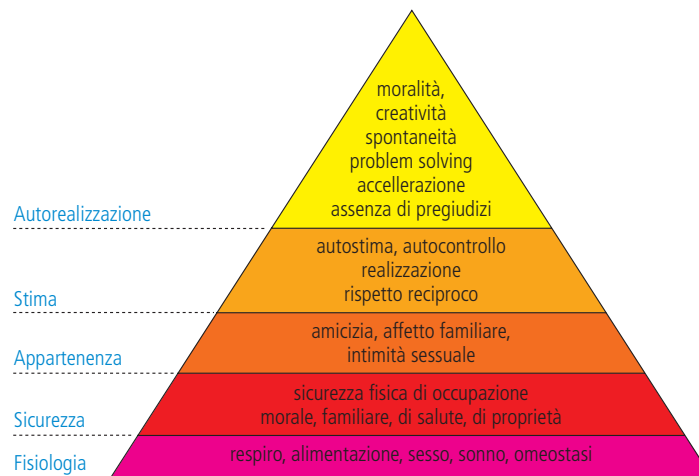 moralità,
creatività
spontaneità
problem solving
accellerazione
assenza di pregiudizi
Autorealizzazione
autostima, autocontrollo
realizzazione
rispetto reciproco
Stima
amicizia, affetto familiare,
intimità sessuale
Appartenenza
sicurezza fisica di occupazione
morale, familiare, di salute, di proprietà
Sicurezza
respiro, alimentazione, sesso, sonno, omeostasi
Fisiologia